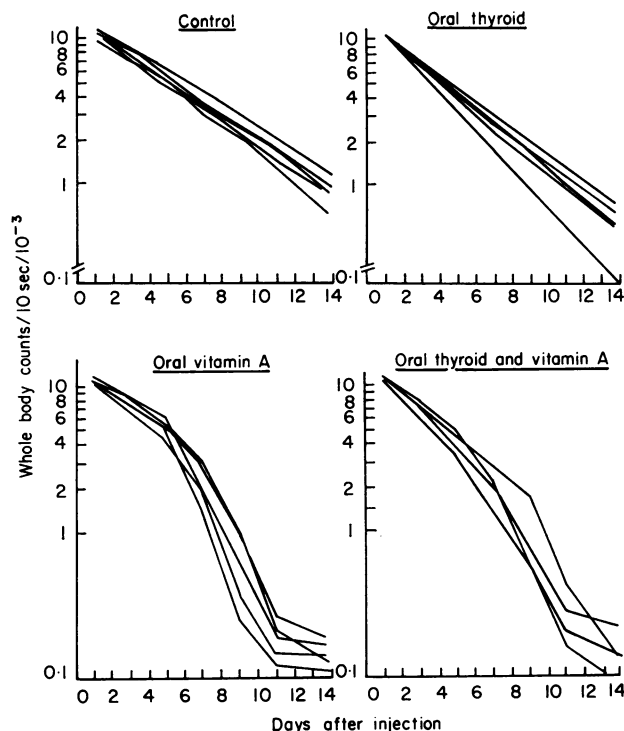 Control
10
8
6
4
2
1
0·1
0 2 4 6 8 10 12 14
Oral thyroid
10
8
6
4
2
1
0·1
0 2 4 6 8 10 12 14
Whole body counts/10 sec/10⁻³
Oral vitamin A
10
8
6
4
2
1
0·1
0 2 4 6 8 10 12 14
Oral thyroid and vitamin A
10
8
6
4
2
1
0·1
0 2 4 6 8 10 12 14
Days after injection